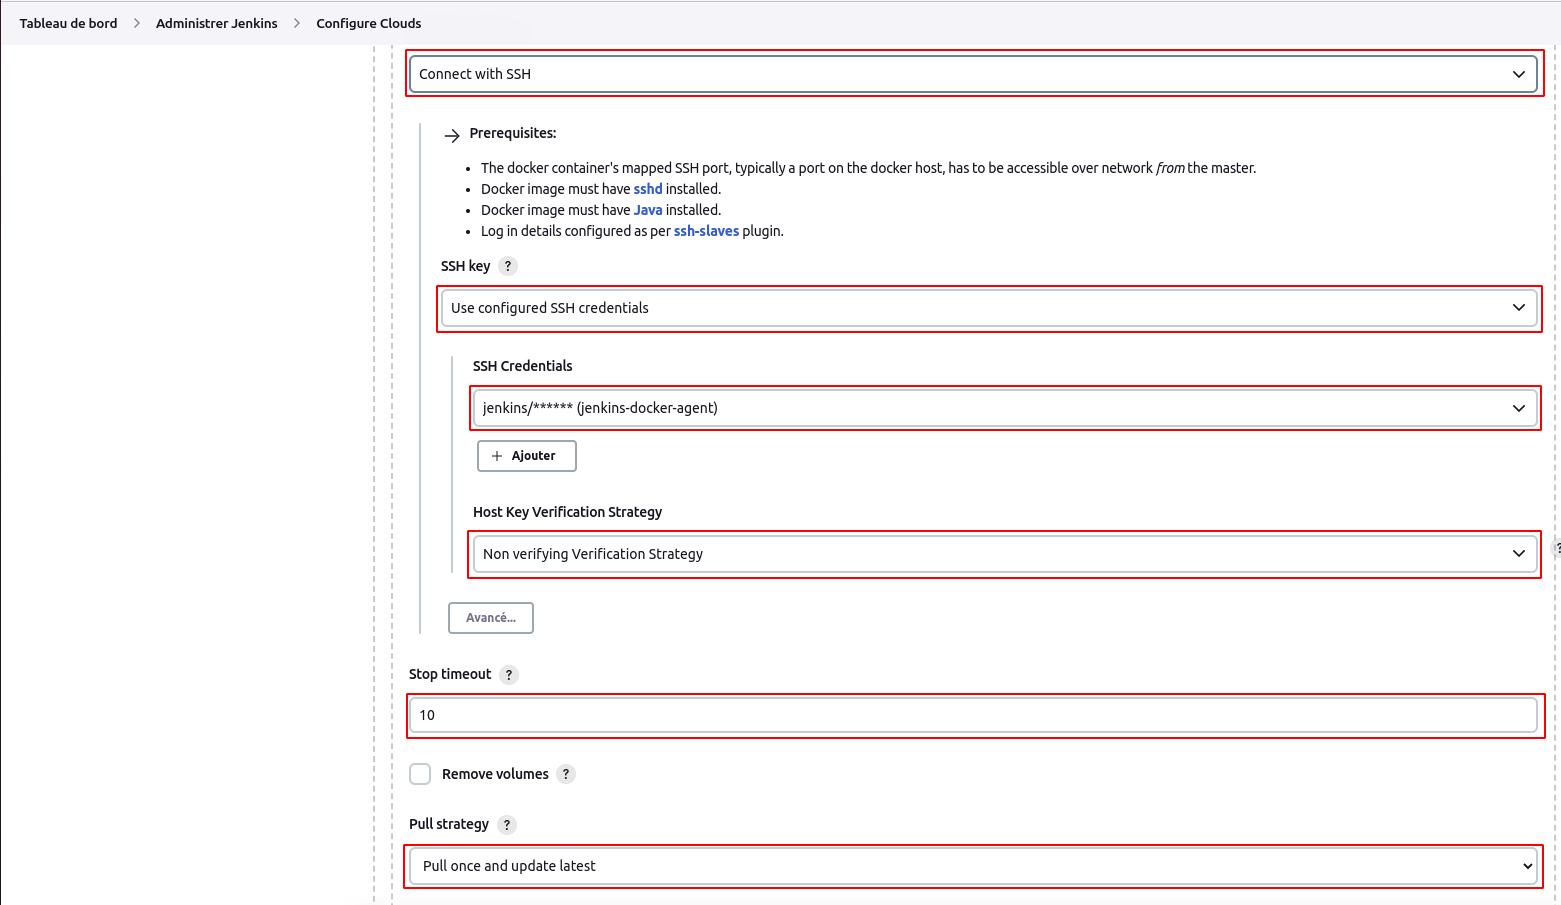 Tableau de bord > Administrer Jenkins > Configure Clouds
Connect with SSH
Prerequisites:
• The docker container's mapped SSH port, typically a port on the docker host, has to be accessible over network from the master.
• Docker image must have sshd installed.
• Docker image must have Java installed.
• Log in details configured as per ssh-slaves plugin.
SSH key ?
Use configured SSH credentials
SSH Credentials
jenkins/****** (jenkins-docker-agent)
+ Ajouter
Host Key Verification Strategy
Non verifying Verification Strategy
?
Avancé...
Stop timeout ?
10
Remove volumes ?
Pull strategy ?
Pull once and update latest